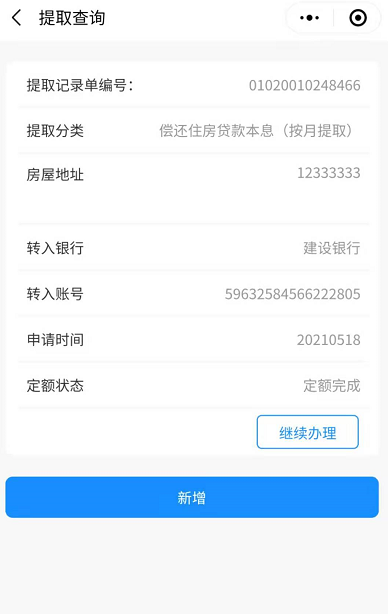 提取查询
提取记录单编号： 01020010248466
提取分类 偿还住房贷款本息（按月提取）
房屋地址 12333333
转入银行 建设银行
转入账号 59632584566222805
申请时间 20210518
定额状态 定额完成
继续办理
新增